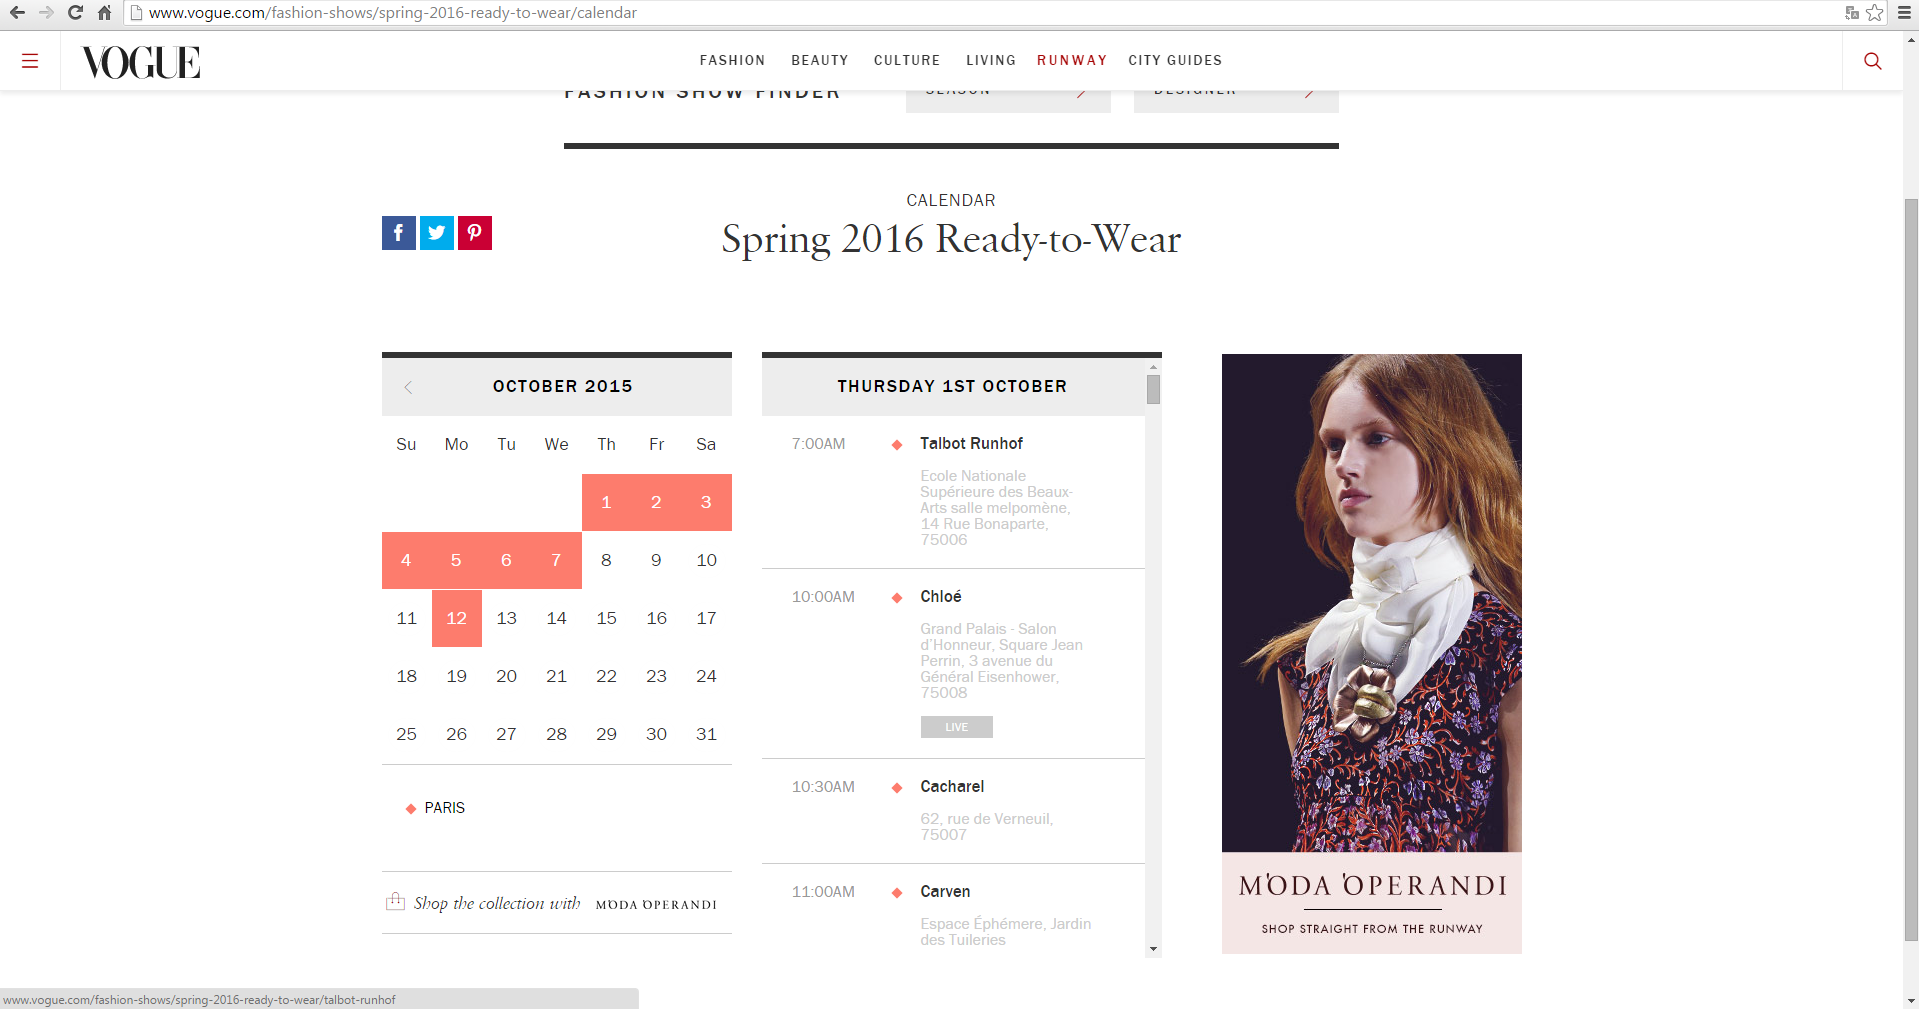 www.vogue.com/fashion-shows/spring-2016-ready-to-wear/calendar
VOGUE
FASHION BEAUTY CULTURE LIVING RUNWAY CITY GUIDES
FASHION SHOW FINDER
SEASON
DESIGNER
CALENDAR
Spring 2016 Ready-to-Wear
OCTOBER 2015
Su Mo Tu We Th Fr Sa
1 2 3
4 5 6 7 8 9 10
11 12 13 14 15 16 17
18 19 20 21 22 23 24
25 26 27 28 29 30 31
PARIS
Shop the collection with MODA OPERANDI
THURSDAY 1ST OCTOBER
7:00AM Talbot Runhof
Ecole Nationale
Supérieure des Beaux-
Arts salle melpomène,
14 Rue Bonaparte,
75006
10:00AM Chloé
Grand Palais - Salon
d'Honneur, Square Jean
Perrin, 3 avenue du
Général Eisenhower,
75008
LIVE
10:30AM Cacharel
62, rue de Verneuil,
75007
11:00AM Carven
Espace Éphémere, Jardin
des Tuileries
M'ODA 'OPERANDI
SHOP STRAIGHT FROM THE RUNWAY
www.vogue.com/fashion-shows/spring-2016-ready-to-wear/talbot-runhof